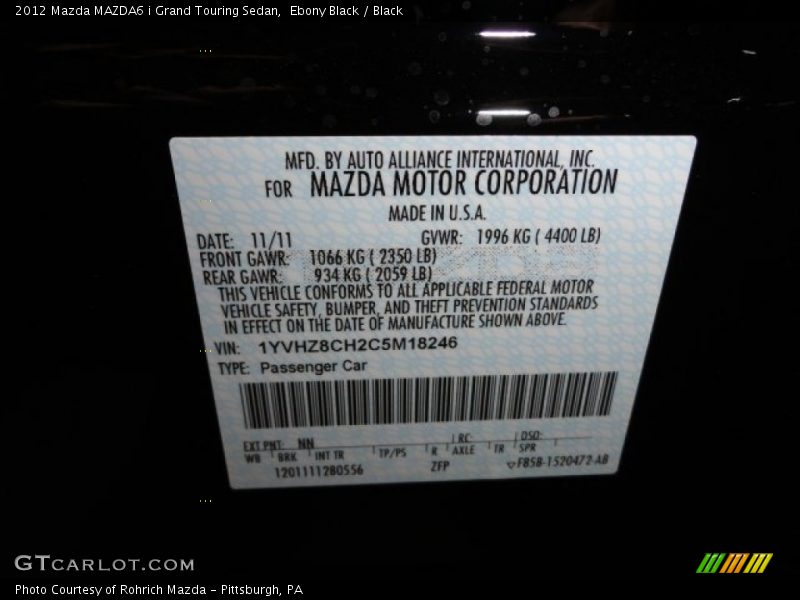 2012 Mazda MAZDA6 i Grand Touring Sedan,  Ebony Black / Black
MFD. BY AUTO ALLIANCE INTERNATIONAL, INC.
FOR MAZDA MOTOR CORPORATION
MADE IN U.S.A.
DATE: 11/11 GVWR: 1996 KG ( 4400 LB)
FRONT GAWR: 1066 KG ( 2350 LB)
REAR GAWR: 934 KG ( 2059 LB)
THIS VEHICLE CONFORMS TO ALL APPLICABLE FEDERAL MOTOR
VEHICLE SAFETY, BUMPER, AND THEFT PREVENTION STANDARDS
IN EFFECT ON THE DATE OF MANUFACTURE SHOWN ABOVE.
VIN: 1YVHZ8CH2C5M18246
TYPE: Passenger Car
EXT PNT: NN RC: DSO:
WB BRK INT TR TP/PS R AXLE TR SPR
1201111280556 ZFP F85B-1520472-AB
GTCARLOT.COM
Photo Courtesy of Rohrich Mazda - Pittsburgh, PA